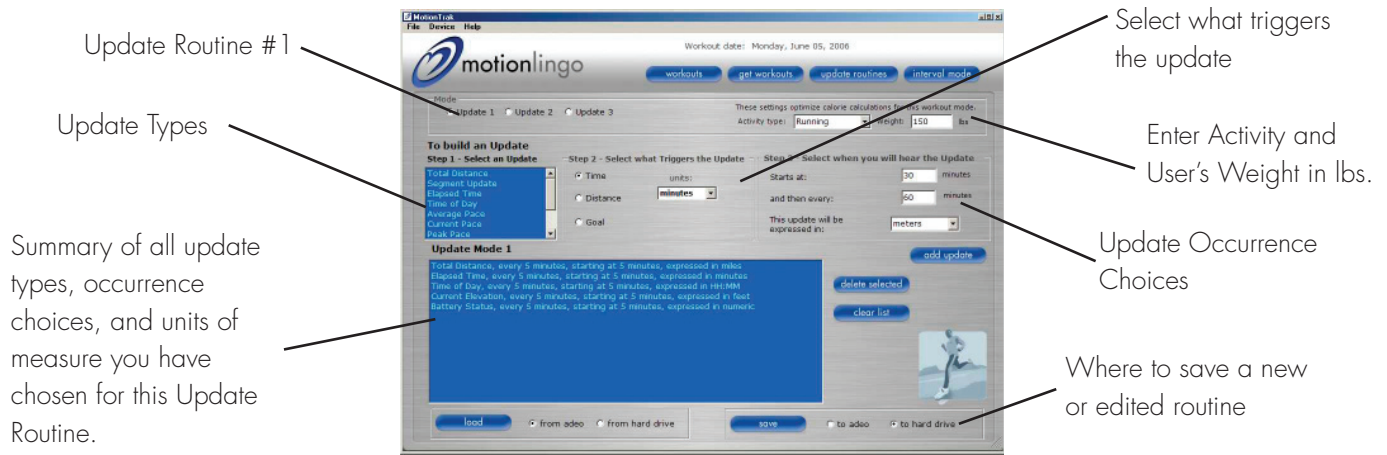 Update Routine #1
Update Types
Summary of all update
types, occurrence
choices, and units of
measure you have
chosen for this Update
Routine.
MotionTrak
File Device Help
motionlingo
Workout date: Monday, June 05, 2006
workouts get workouts update routines interval mode
Mode
Update 1 Update 2 Update 3
These settings optimize calorie calculations for this workout mode.
Activity type: Running Weight: 150 lbs
To build an Update
Step 1 - Select an Update
Total Distance
Segment Update
Elapsed Time
Time of Day
Average Pace
Current Pace
Peak Pace
Step 2 - Select what Triggers the Update
Time
Distance
Goal
units:
minutes
Step 3 - Select when you will hear the Update
Starts at: 30 minutes
and then every: 60 minutes
This update will be
expressed in: meters
add update
Update Mode 1
Total Distance, every 5 minutes, starting at 5 minutes, expressed in miles
Elapsed Time, every 5 minutes, starting at 5 minutes, expressed in minutes
Time of Day, every 5 minutes, starting at 5 minutes, expressed in HH:MM
Current Elevation, every 5 minutes, starting at 5 minutes, expressed in feet
Battery Status, every 5 minutes, starting at 5 minutes, expressed in numeric
delete selected
clear list
load from adeo from hard drive
save to adeo to hard drive
Select what triggers
the update
Enter Activity and
User's Weight in lbs.
Update Occurrence
Choices
Where to save a new
or edited routine